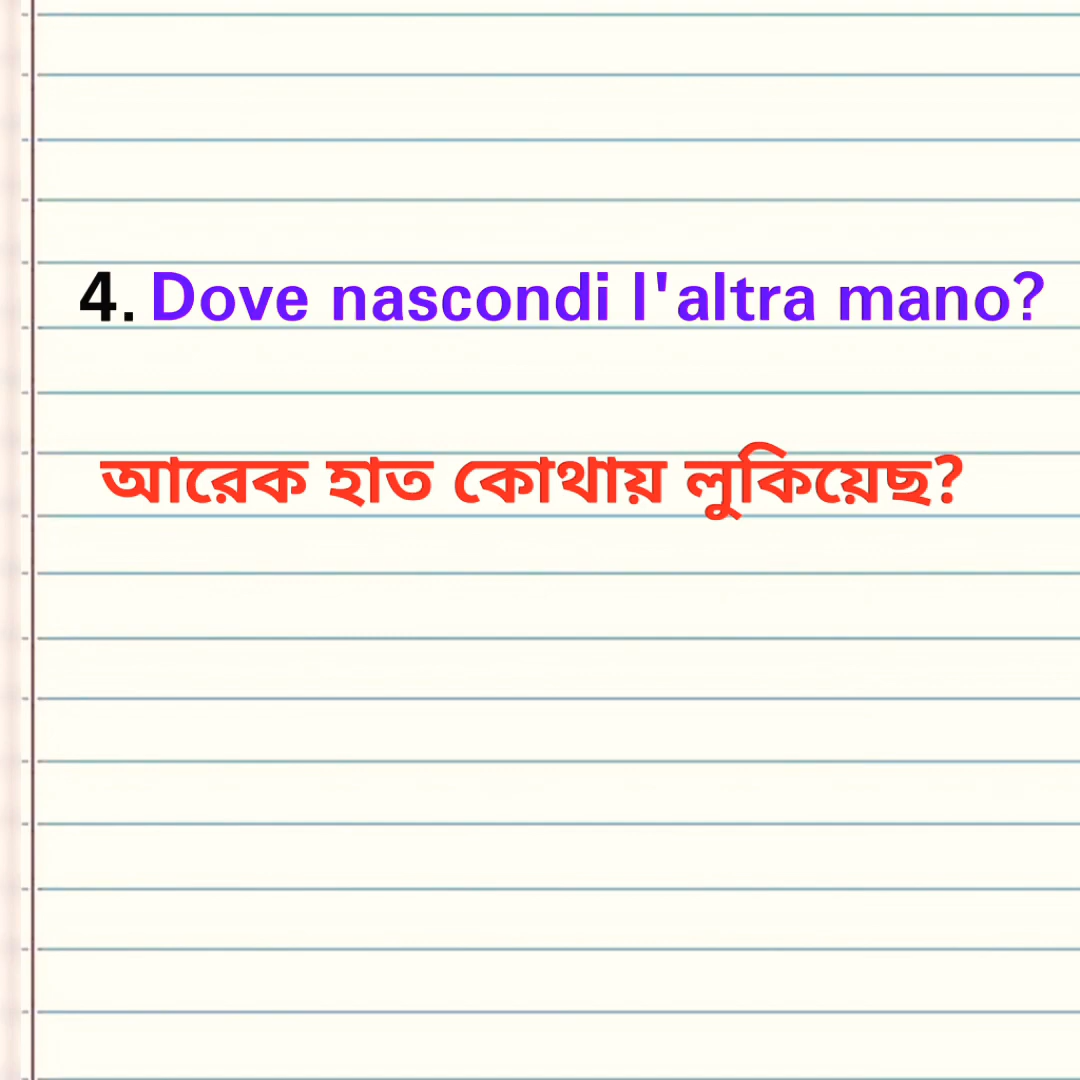 4. Dove nascondi l'altra mano?
আরেক হাত কোথায় লুকিয়েছ?